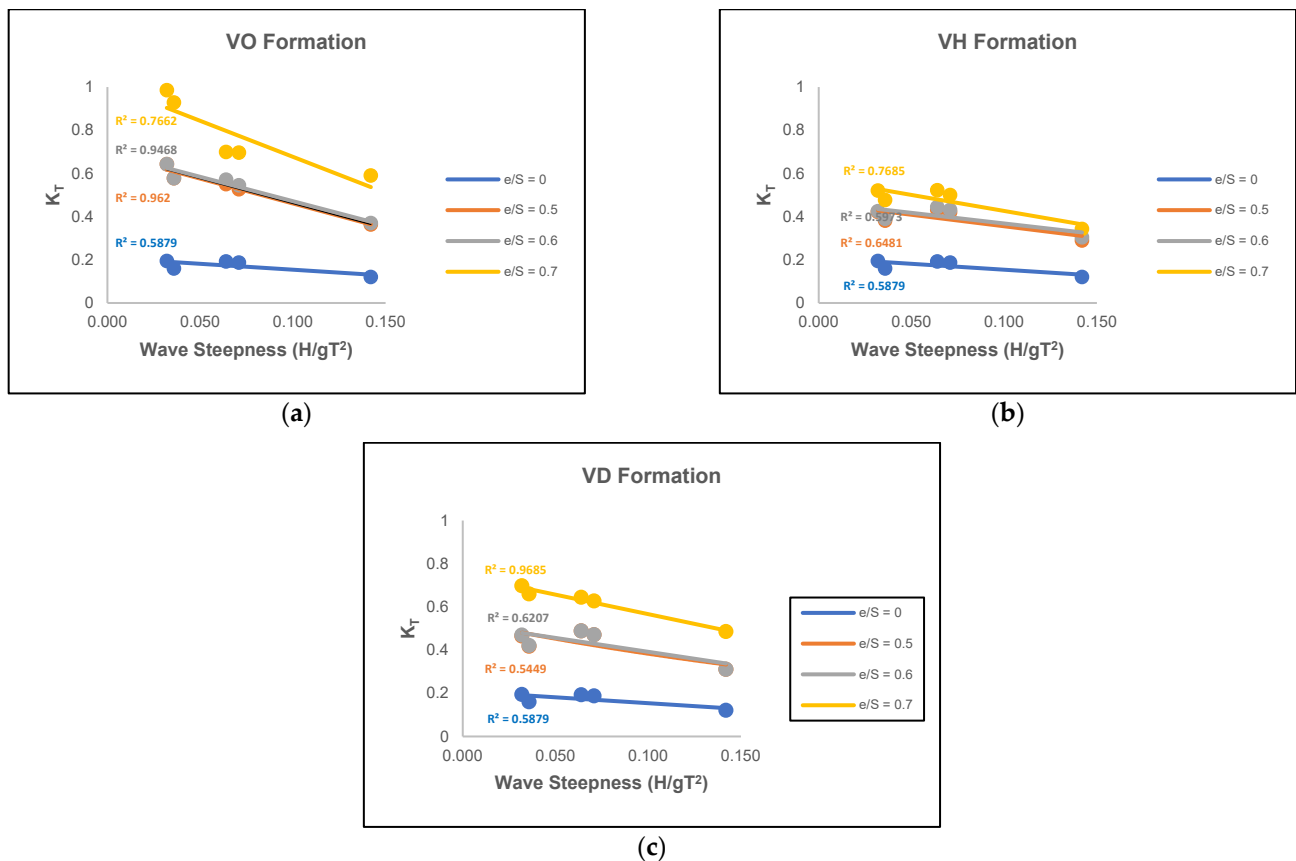 VO Formation
1
0.8
0.6
0.4
0.2
0
K_T
R² = 0.7662
R² = 0.9468
R² = 0.962
R² = 0.5879
0.000 0.050 0.100 0.150
Wave Steepness (H/gT²)
e/S = 0
e/S = 0.5
e/S = 0.6
e/S = 0.7
(a)
VH Formation
1
0.8
0.6
0.4
0.2
0
K_T
R² = 0.7685
R² = 0.5973
R² = 0.6481
R² = 0.5879
0.000 0.050 0.100 0.150
Wave Steepness (H/gT²)
e/S = 0
e/S = 0.5
e/S = 0.6
e/S = 0.7
(b)
VD Formation
1
0.8
0.6
0.4
0.2
0
K_T
R² = 0.9685
R² = 0.6207
R² = 0.5449
R² = 0.5879
0.000 0.050 0.100 0.150
Wave Steepness (H/gT²)
e/S = 0
e/S = 0.5
e/S = 0.6
e/S = 0.7
(c)